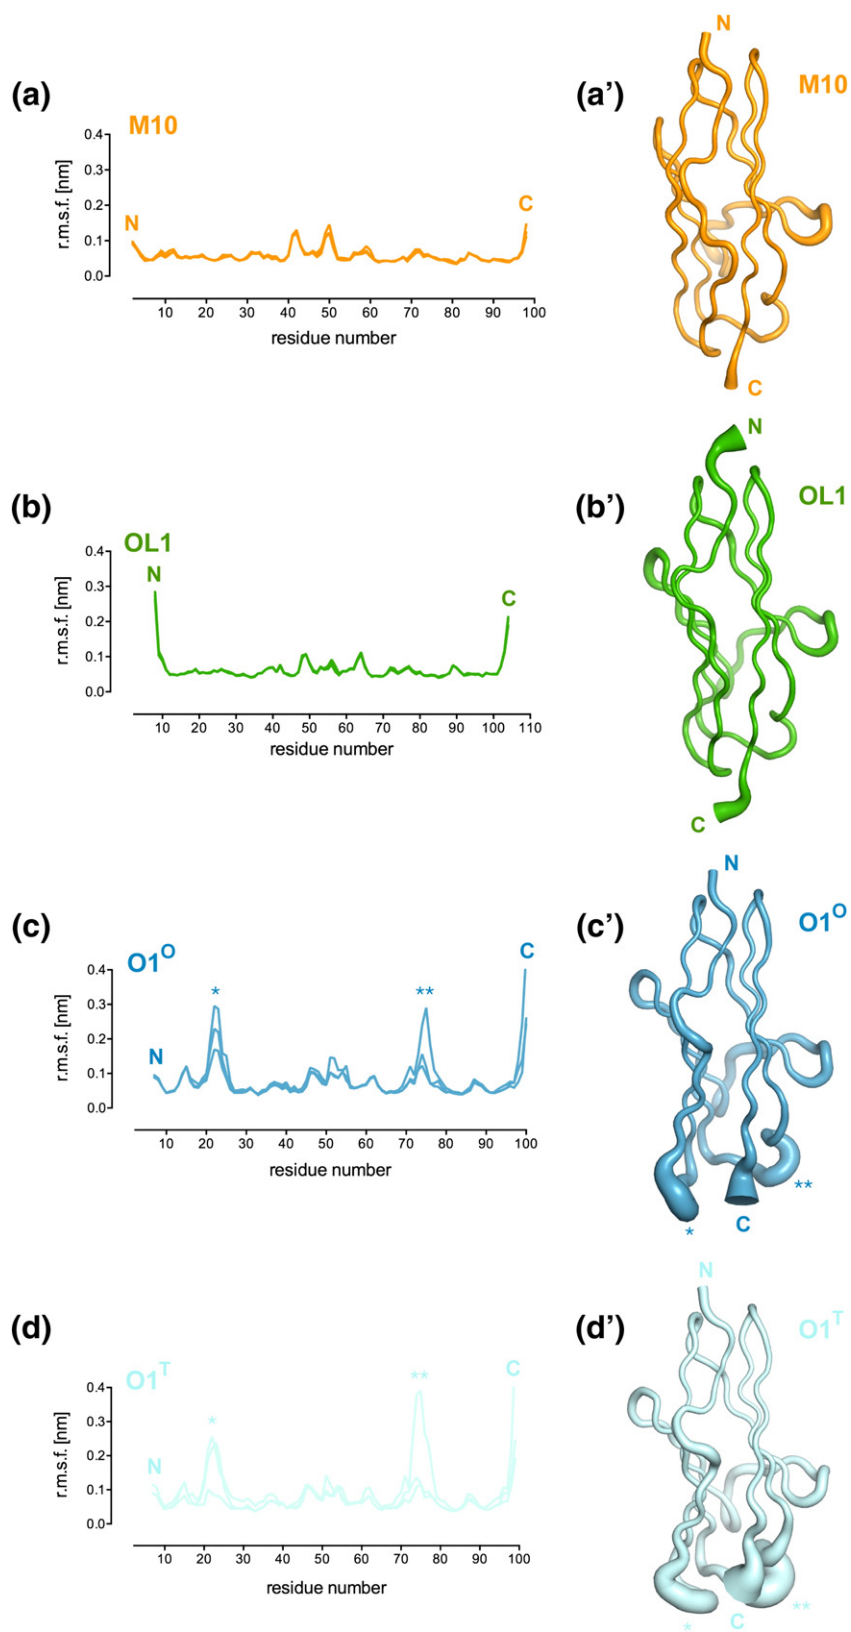 (a)
M10
r.m.s.f. [nm]
0.4
0.3
0.2
0.1
0.0
N
C
10 20 30 40 50 60 70 80 90 100
residue number
(a’)
N
M10
C
(b)
OL1
r.m.s.f. [nm]
0.4
0.3
0.2
0.1
0.0
N
C
10 20 30 40 50 60 70 80 90 100 110
residue number
(b’)
N
OL1
C
(c)
O1^O
r.m.s.f. [nm]
0.4
0.3
0.2
0.1
0.0
N
*
**
C
10 20 30 40 50 60 70 80 90 100
residue number
(c’)
N
O1^O
**
C
*
(d)
O1^T
r.m.s.f. [nm]
0.4
0.3
0.2
0.1
0.0
N
*
**
C
10 20 30 40 50 60 70 80 90 100
residue number
(d’)
N
O1^T
**
C
*